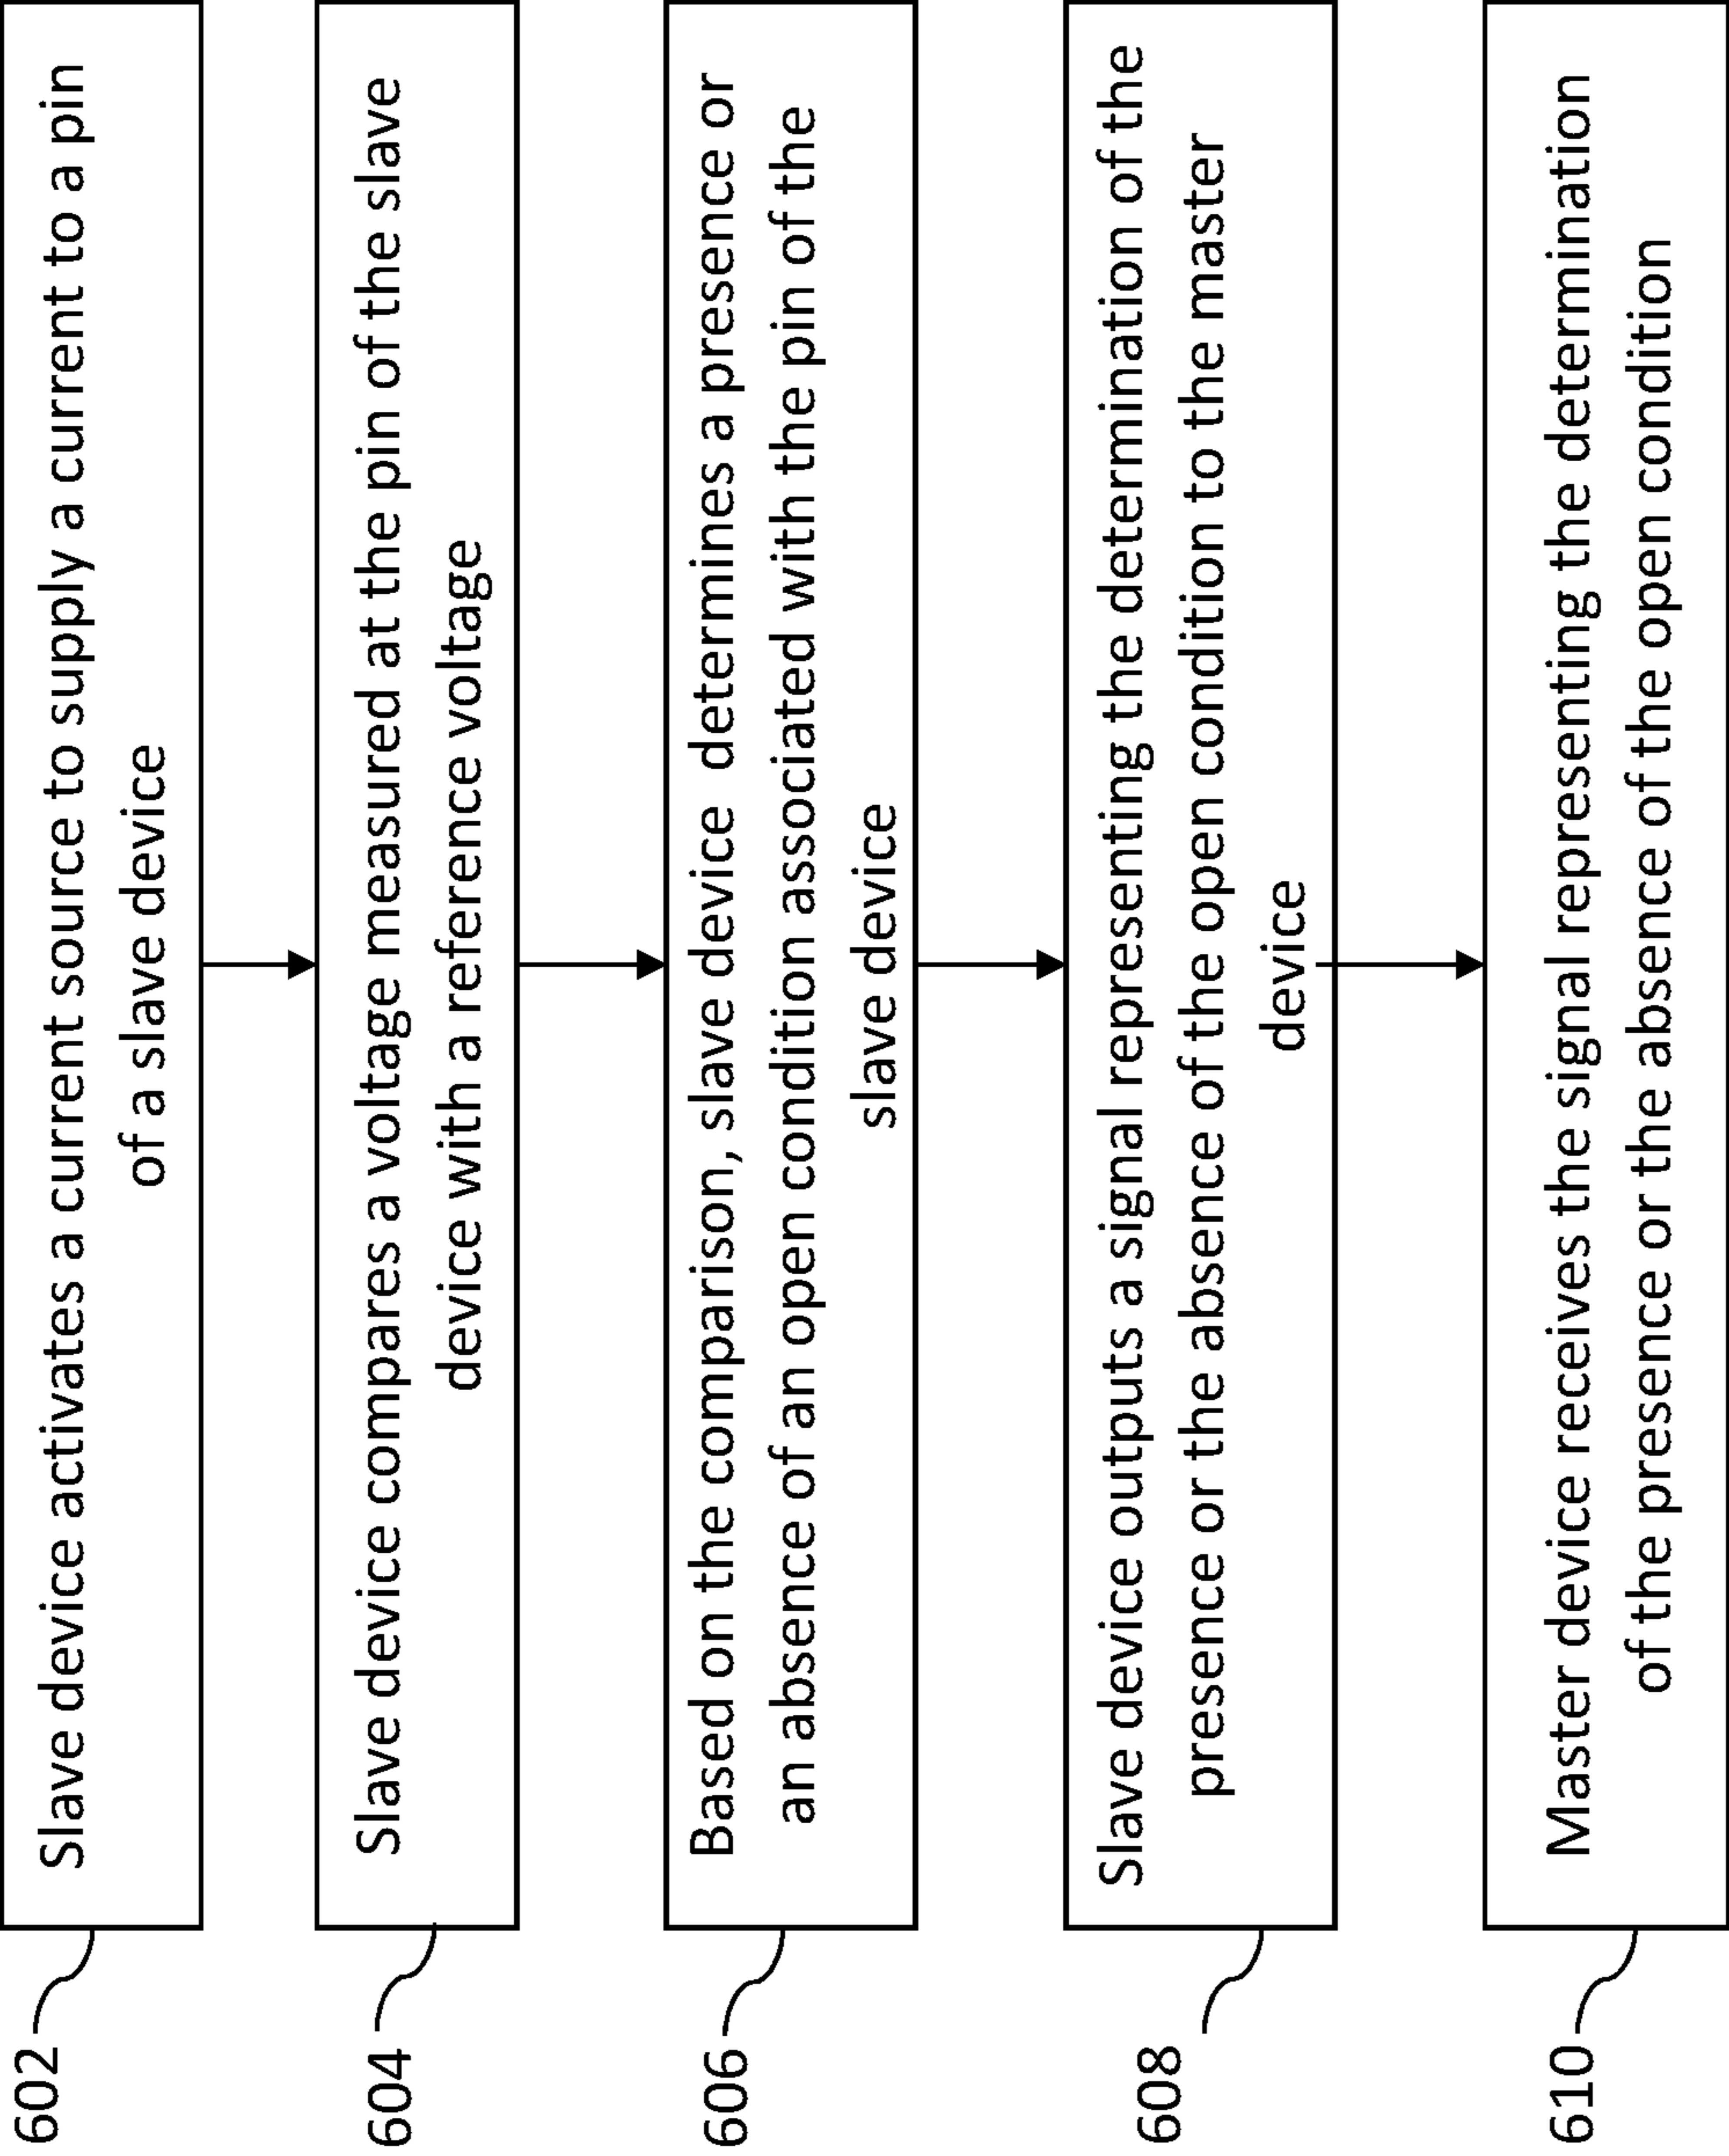 602
Slave device activates a current source to supply a current to a pin
of a slave device
604
Slave device compares a voltage measured at the pin of the slave
device with a reference voltage
606
Based on the comparison, slave device determines a presence or
an absence of an open condition associated with the pin of the
slave device
608
Slave device outputs a signal representing the determination of the
presence or the absence of the open condition to the master
device
610
Master device receives the signal representing the determination
of the presence or the absence of the open condition